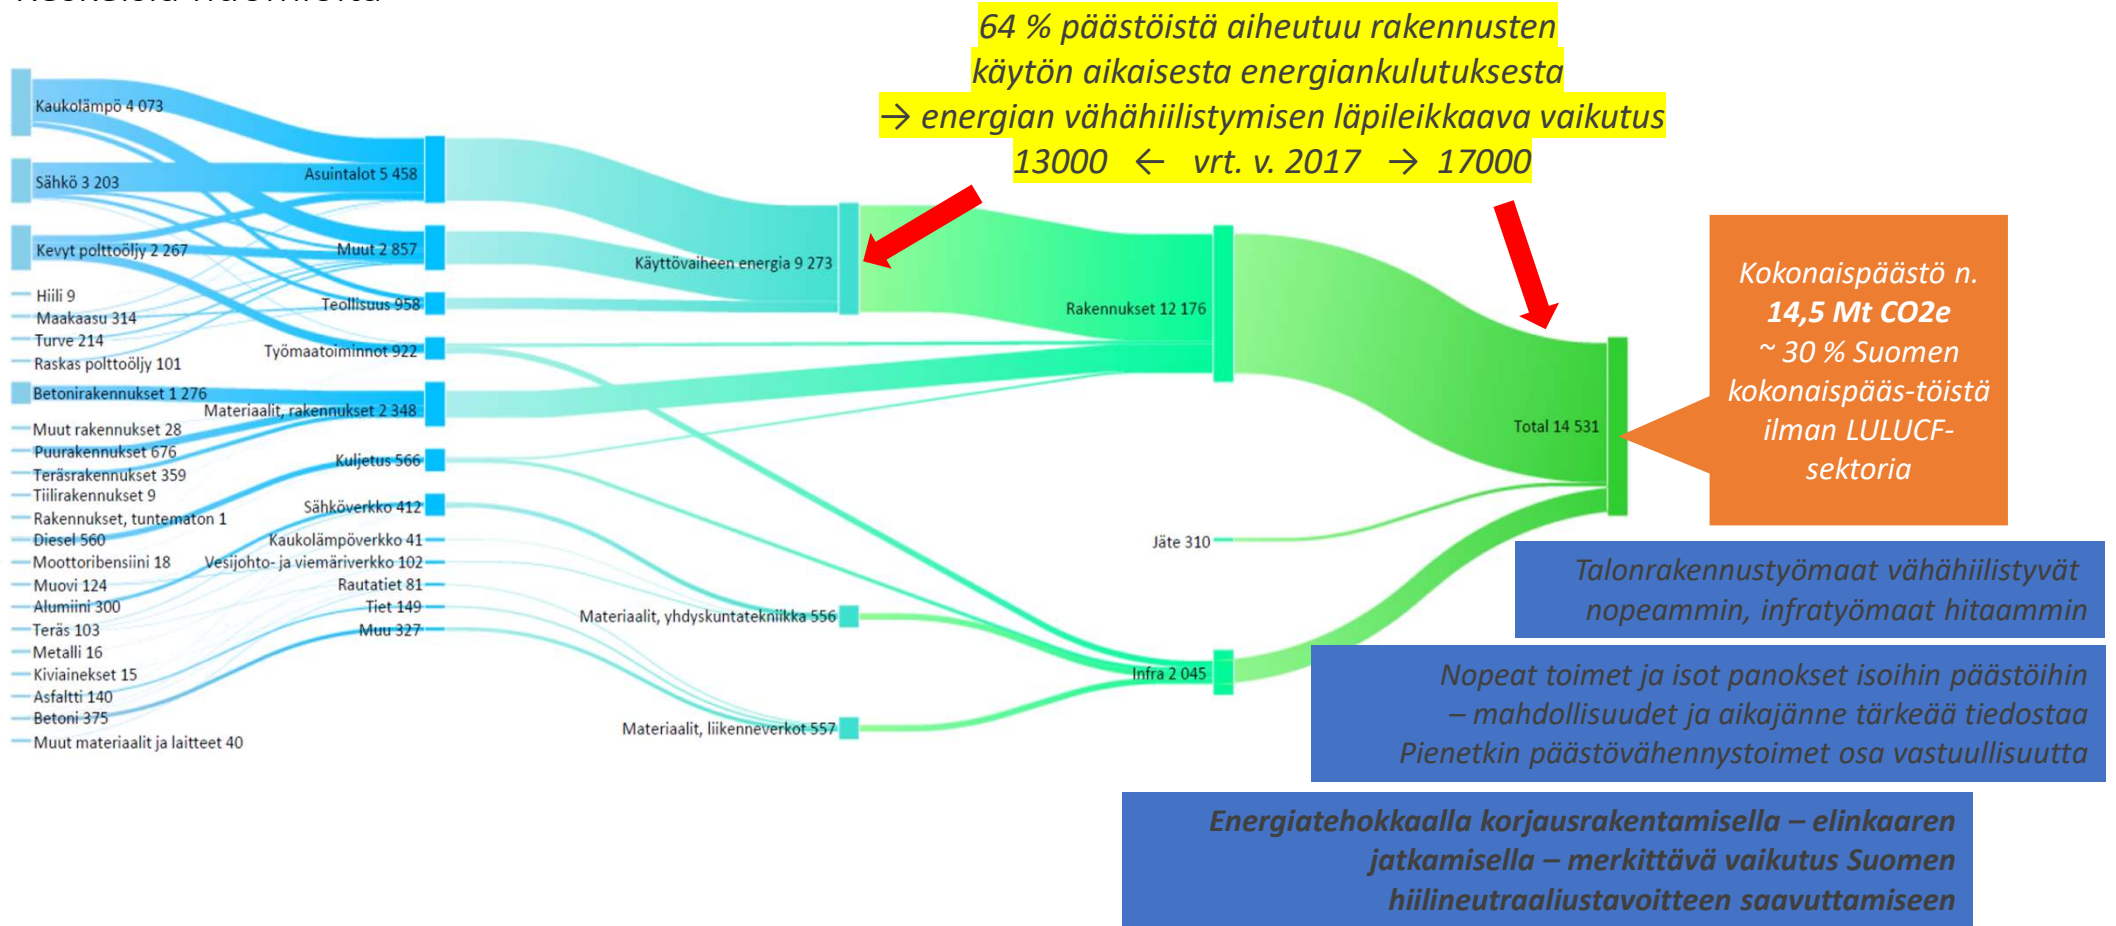 64 % päästöistä aiheutuu rakennusten
käytön aikaisesta energiankulutuksesta
→ energian vähähiilistymisen läpileikkaava vaikutus
13000 ← vrt. v. 2017 → 17000
Kaukolämpö 4 073
Sähkö 3 203
Kevyt polttoöljy 2 267
Hiili 9
Maakaasu 314
Turve 214
Raskas polttoöljy 101
Betonirakennukset 1 276
Muut rakennukset 28
Puurakennukset 676
Teräsrakennukset 359
Tiilirakennukset 9
Rakennukset, tuntematon 1
Diesel 560
Moottoribensiini 18
Muovi 124
Alumiini 300
Teräs 103
Metalli 16
Kiviainekset 15
Asfaltti 140
Betoni 375
Muut materiaalit ja laitteet 40
Asuintalot 5 458
Muut 2 857
Teollisuus 958
Työmaatoiminnot 922
Materiaalit, rakennukset 2 348
Kuljetus 566
Sähköverkko 412
Kaukolämpöverkko 41
Vesijohto- ja viemäriverkko 102
Rautatiet 81
Tiet 149
Muu 327
Käyttövaiheen energia 9 273
Materiaalit, yhdyskuntatekniikka 556
Materiaalit, liikenneverkot 557
Rakennukset 12 176
Jäte 310
Infra 2 045
Total 14 531
Kokonaispäästö n.
14,5 Mt CO2e
~ 30 % Suomen
kokonaispääs-töistä
ilman LULUCF-
sektoria
Talonrakennustyömaat vähähiilistyvät
nopeammin, infratyömaat hitaammin
Nopeat toimet ja isot panokset isoihin päästöihin
– mahdollisuudet ja aikajänne tärkeää tiedostaa
Pienetkin päästövähennystoimet osa vastuullisuutta
Energiatehokkaalla korjausrakentamisella – elinkaaren
jatkamisella – merkittävä vaikutus Suomen
hiilineutraaliustavoitteen saavuttamiseen